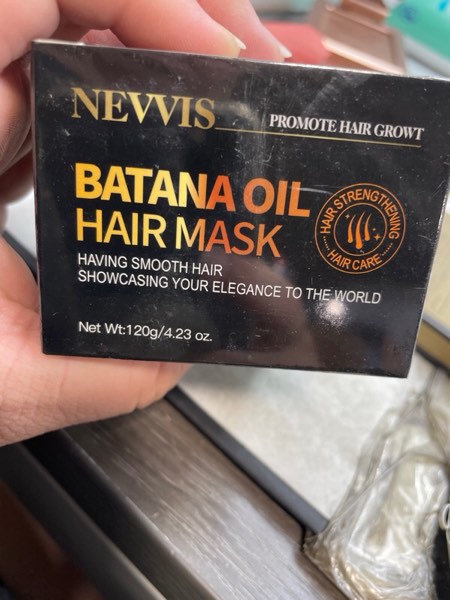 NEVVIS
PROMOTE HAIR GROWT
BATANA OIL
HAIR MASK
HAIR STRENGTHENING
HAIR CARE
HAVING SMOOTH HAIR
SHOWCASING YOUR ELEGANCE TO THE WORLD
Net Wt:120g/4.23 oz.